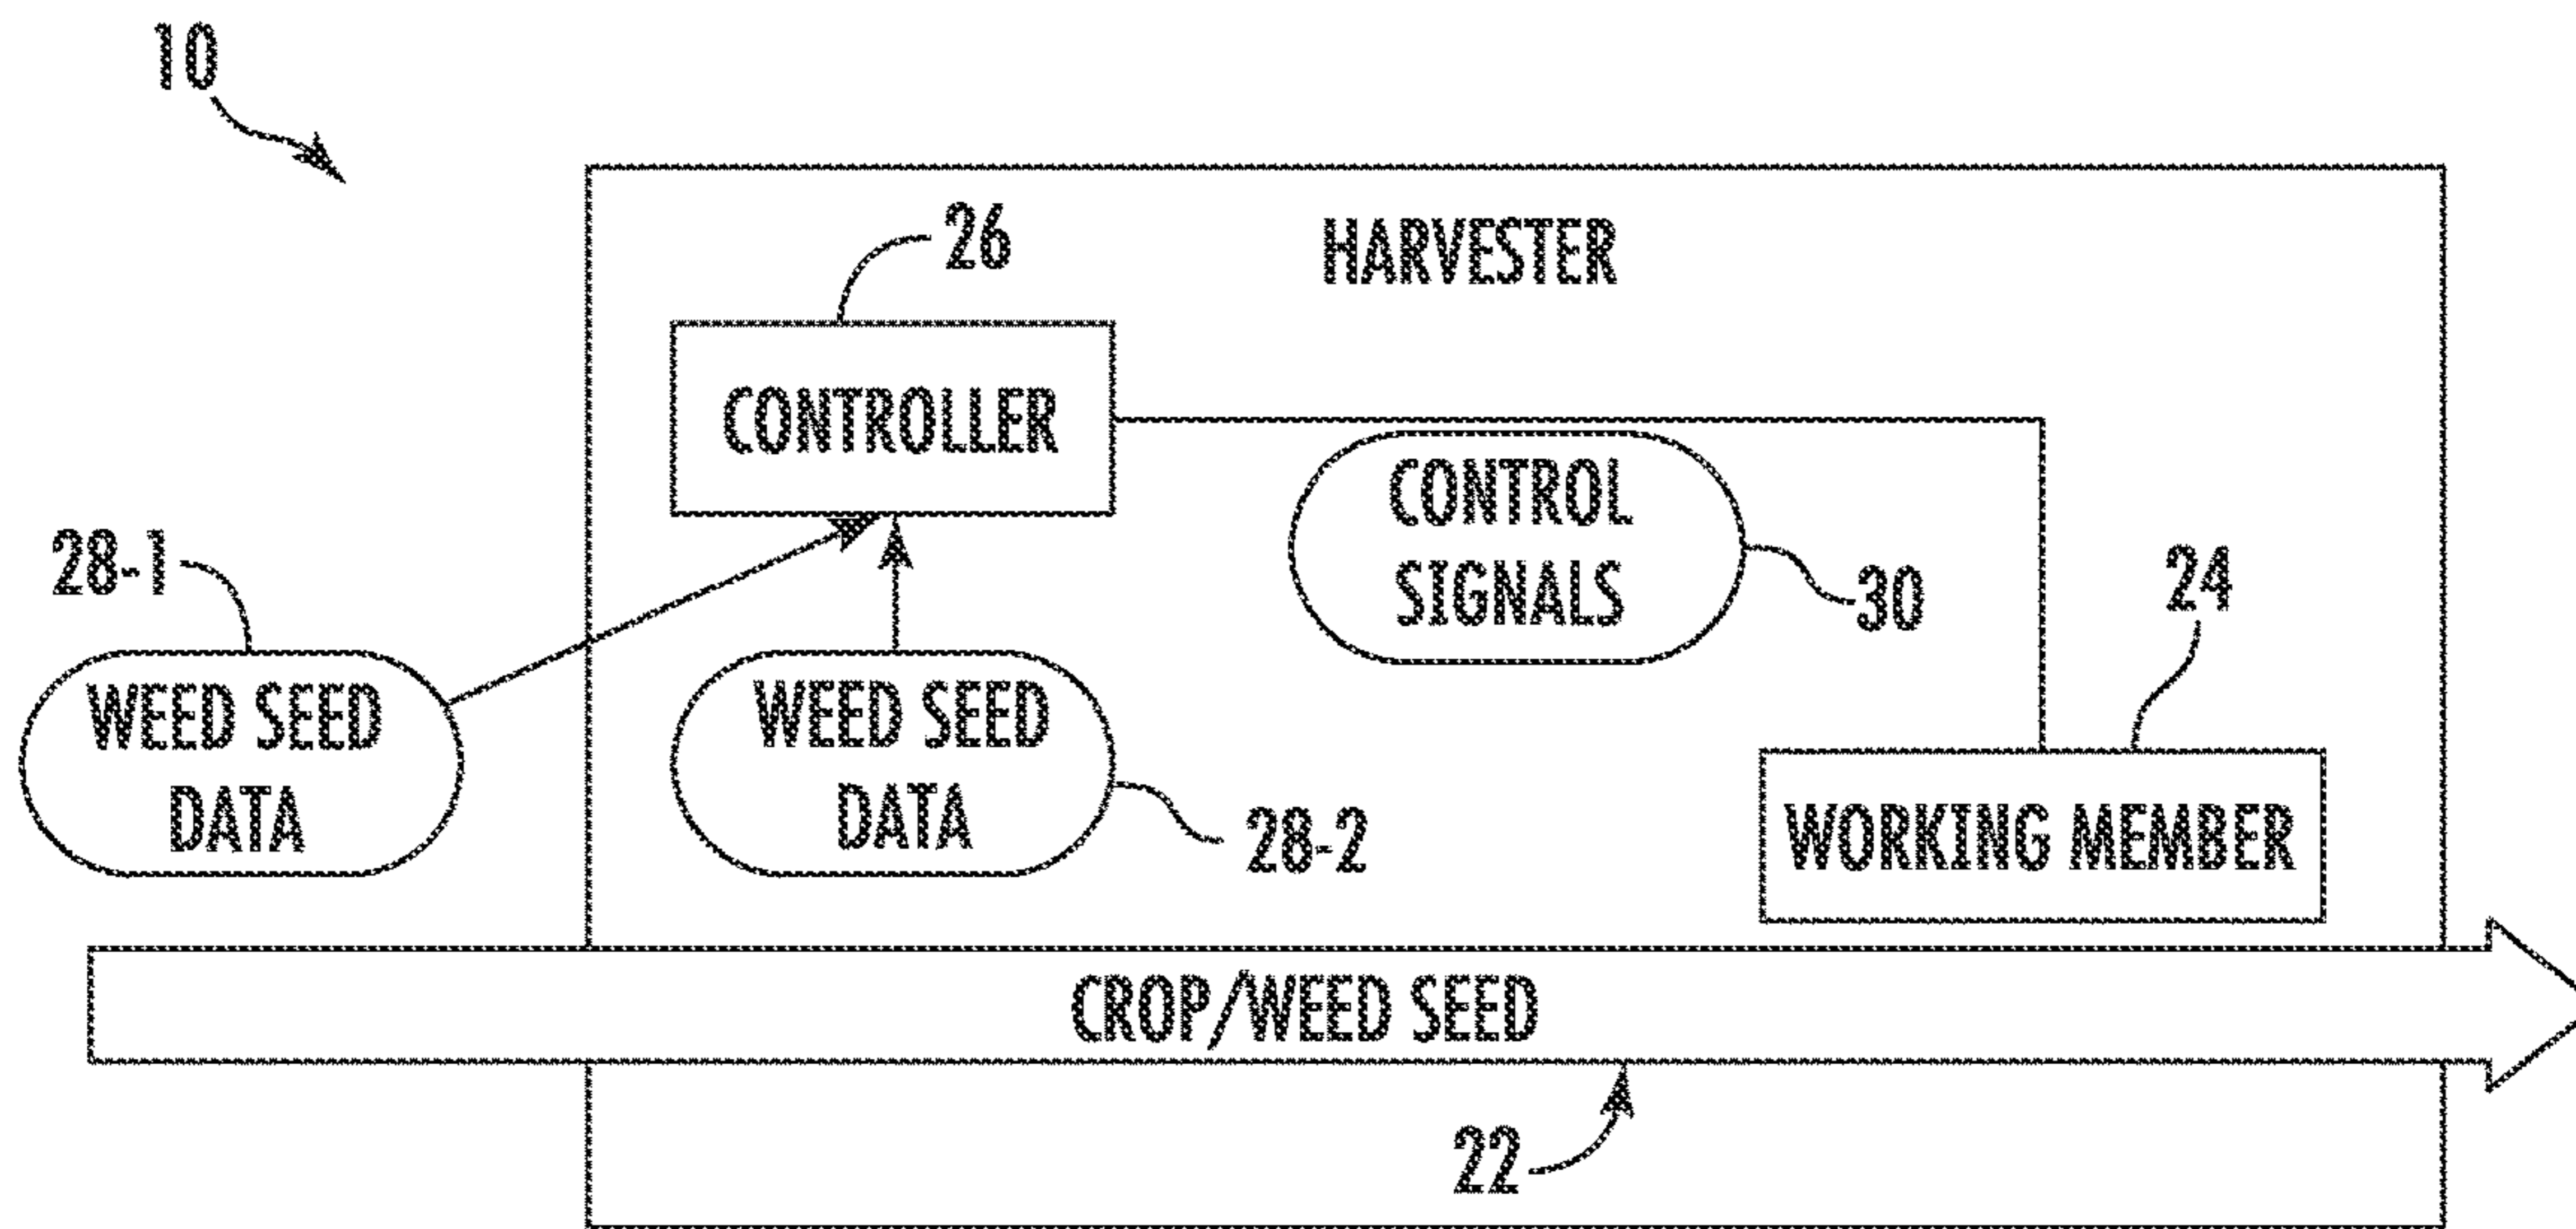 10
26
HARVESTER
CONTROLLER
CONTROL
SIGNALS
28-1
30
24
WEED SEED
DATA
WEED SEED
DATA
28-2
WORKING MEMBER
CROP/WEED SEED
22